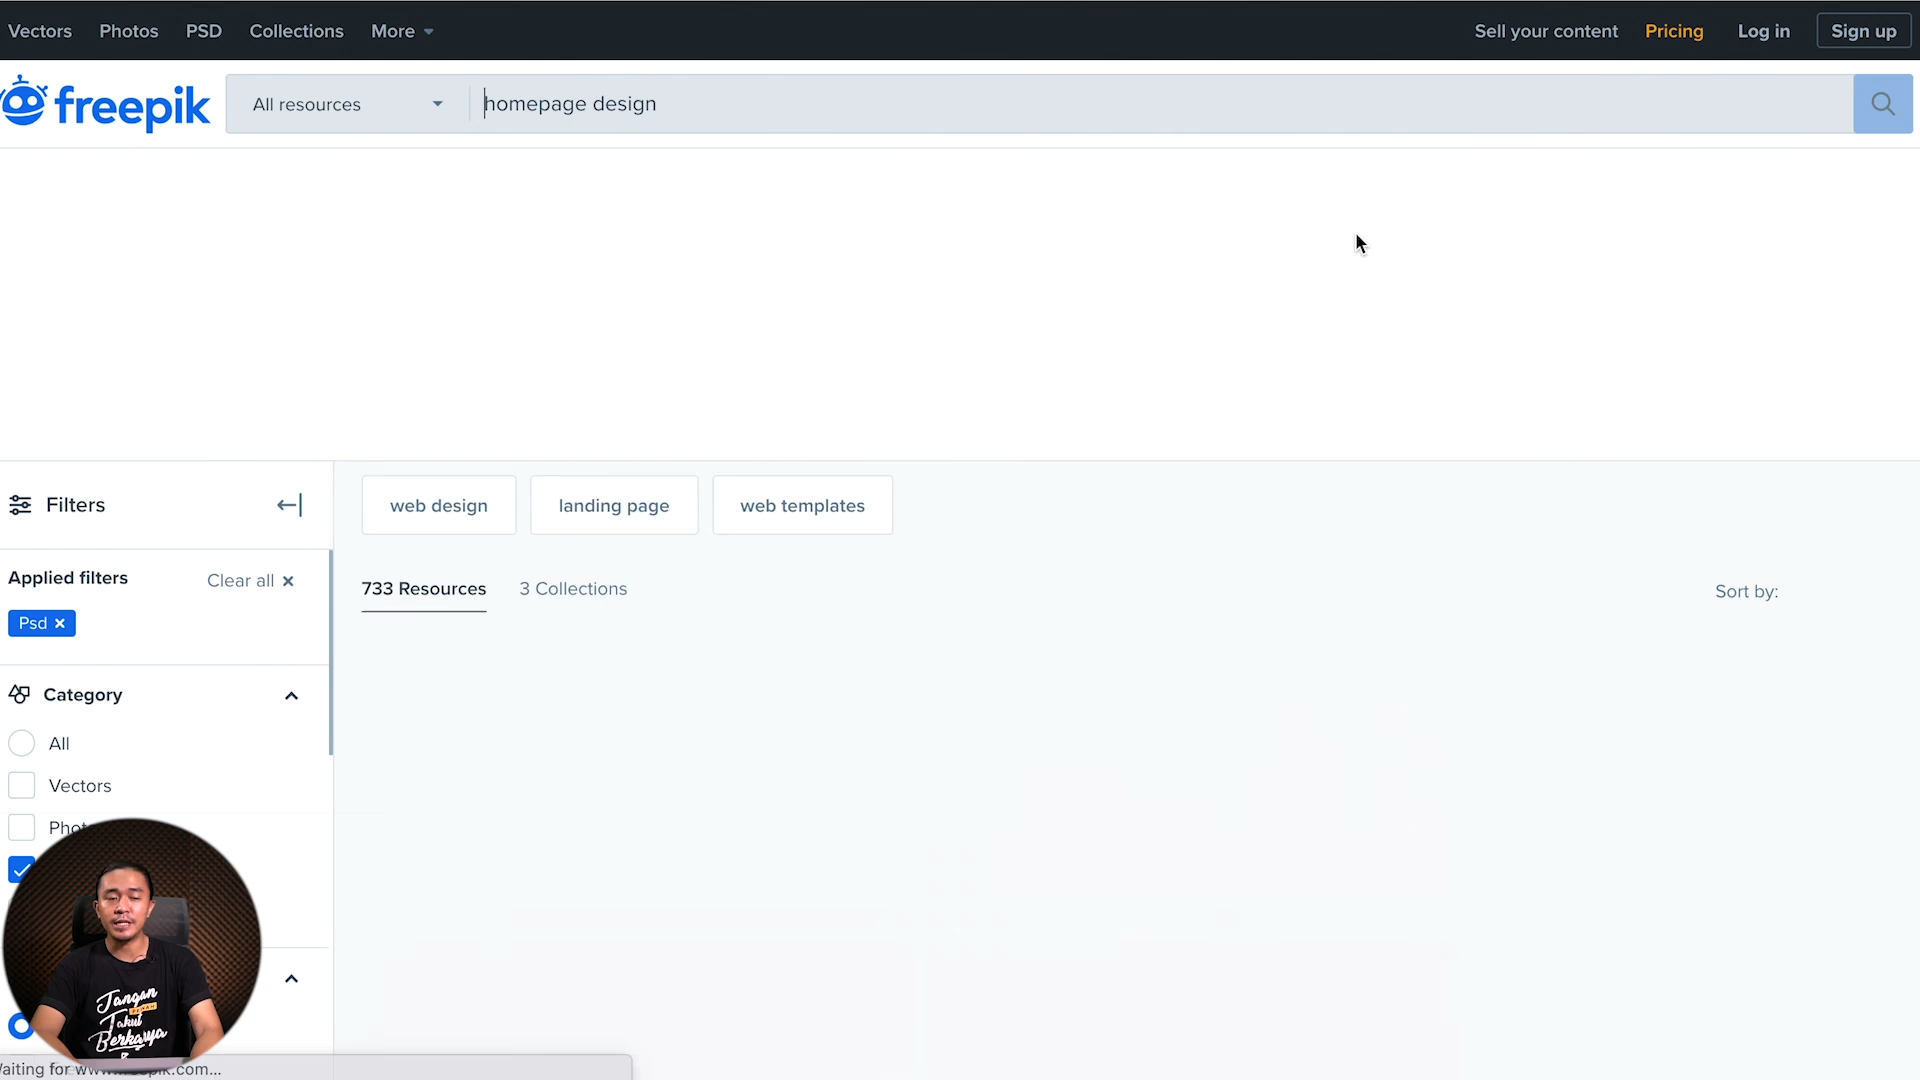 Vectors Photos PSD Collections More Sell your content Pricing Log in Sign up
freepik All resources homepage design
Filters web design landing page web templates
Applied filters Clear all ×
733 Resources 3 Collections Sort by:
Psd ×
Category
All
Vectors
Jangan
Takut
Berkarya